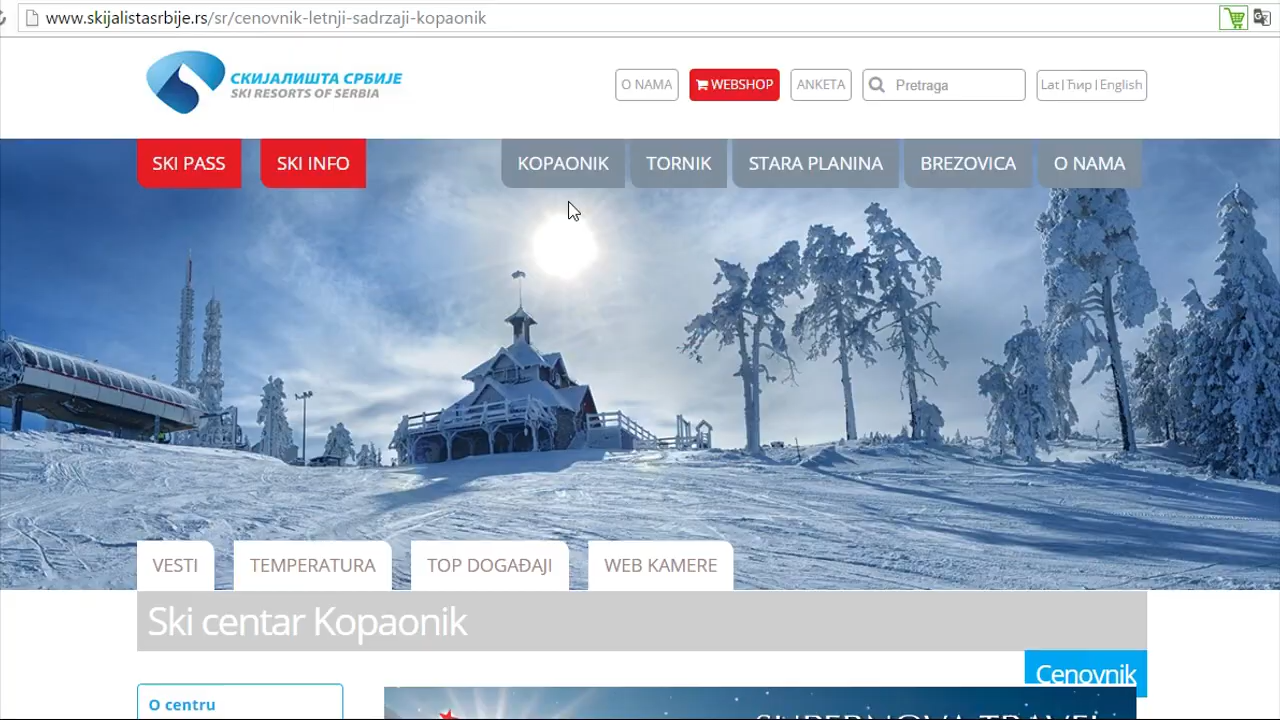 www.skijalistasrbije.rs/sr/cenovnik-letnji-sadrzaji-kopaonik
СКИЈАЛИШТА СРБИЈЕ
SKI RESORTS OF SERBIA
O NAMA
WEBSHOP
ANKETA
Pretraga
Lat | Ћир | English
SKI PASS
SKI INFO
KOPAONIK
TORNIK
STARA PLANINA
BREZOVICA
O NAMA
VESTI
TEMPERATURA
TOP DOGAĐAJI
WEB KAMERE
Ski centar Kopaonik
Cenovnik
O centru
SUPERNOVA TRAVEL